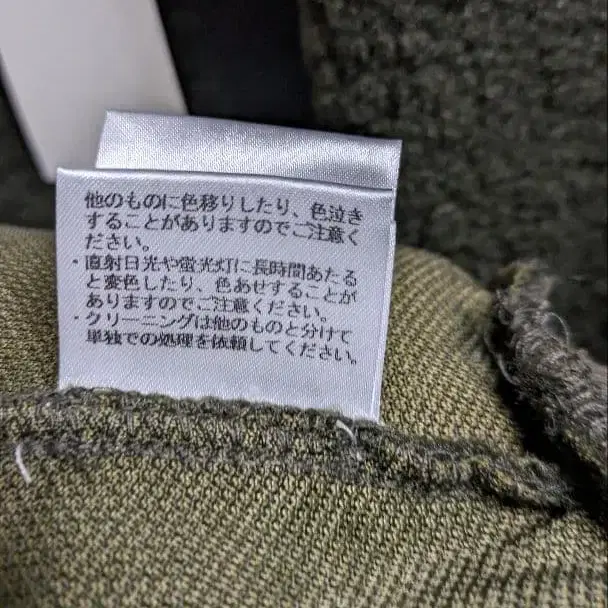 他のものに色移りしたり、色泣き
することがありますのでご注意く
ださい。
・直射日光や蛍光灯に長時間あたる
と変色したり、色あせすることが
ありますのでご注意ください。
・クリーニングは他のものと分けて
単独での処理を依頼してください。